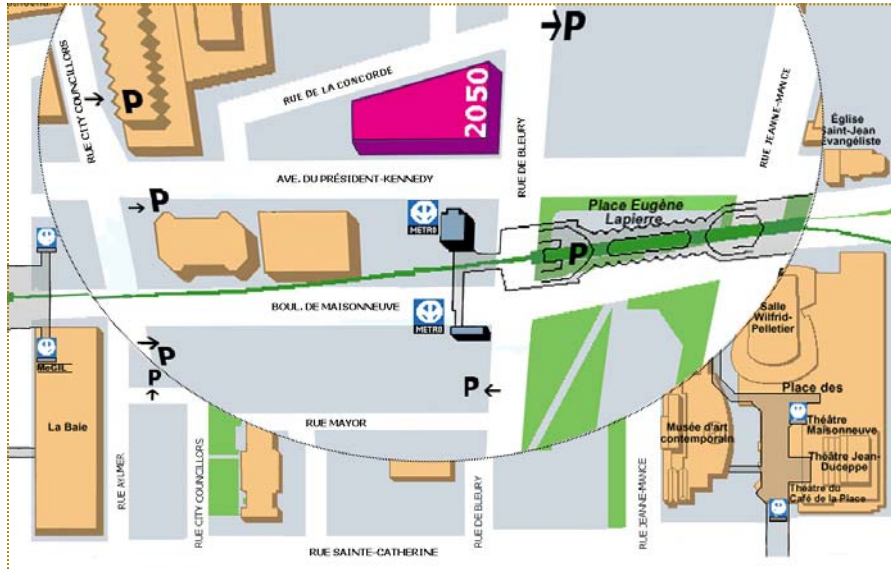 P
RUE DE LA CONCORDE
2050
RUE CITY COUNCILLORS
P
RUE JEANNE-MANCE
Église
Saint-Jean
Évangéliste
AVE. DU PRÉSIDENT-KENNEDY
RUE DE BLEURY
P
METRO
Place Eugène
Lapierre
P
BOUL. DE MAISONNEUVE
METRO
Salle
Wilfrid-
Pelletier
P
McGIL
P
P
Place des
La Baie
RUE MAYOR
Musée d'art
contemporain
Théâtre
Maisonneuve
Théâtre Jean-
Duceppe
Théâtre du
Café de la Place
RUE AYLMER
RUE CITY COUNCILLORS
RUE DE BLEURY
RUE JEANNE-MANCE
RUE SAINTE-CATHERINE